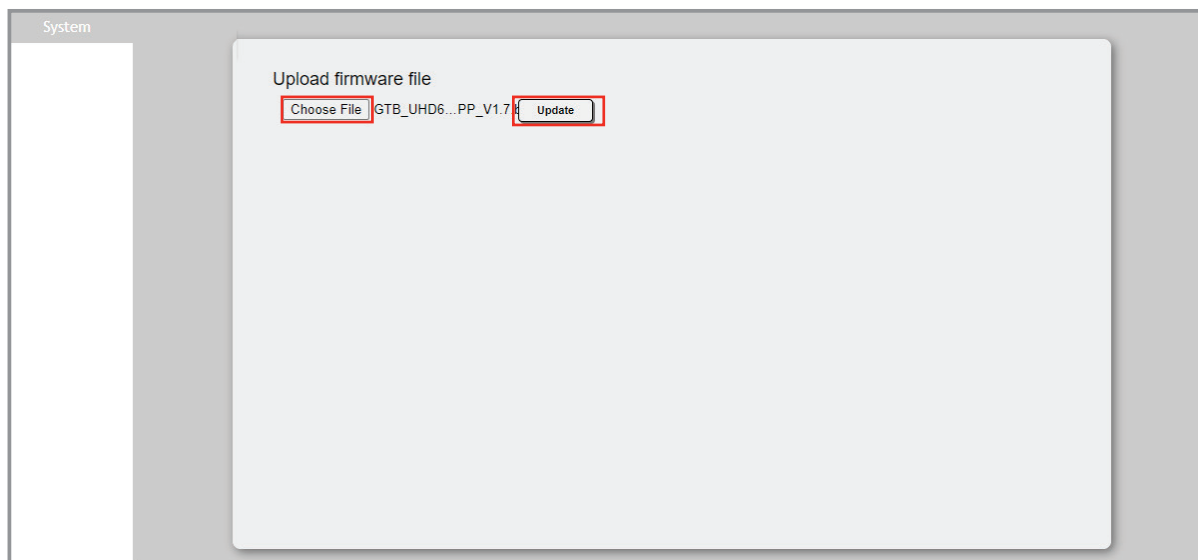 System
Upload firmware file
Choose File GTB_UHD6...PP_V1.7.b Update